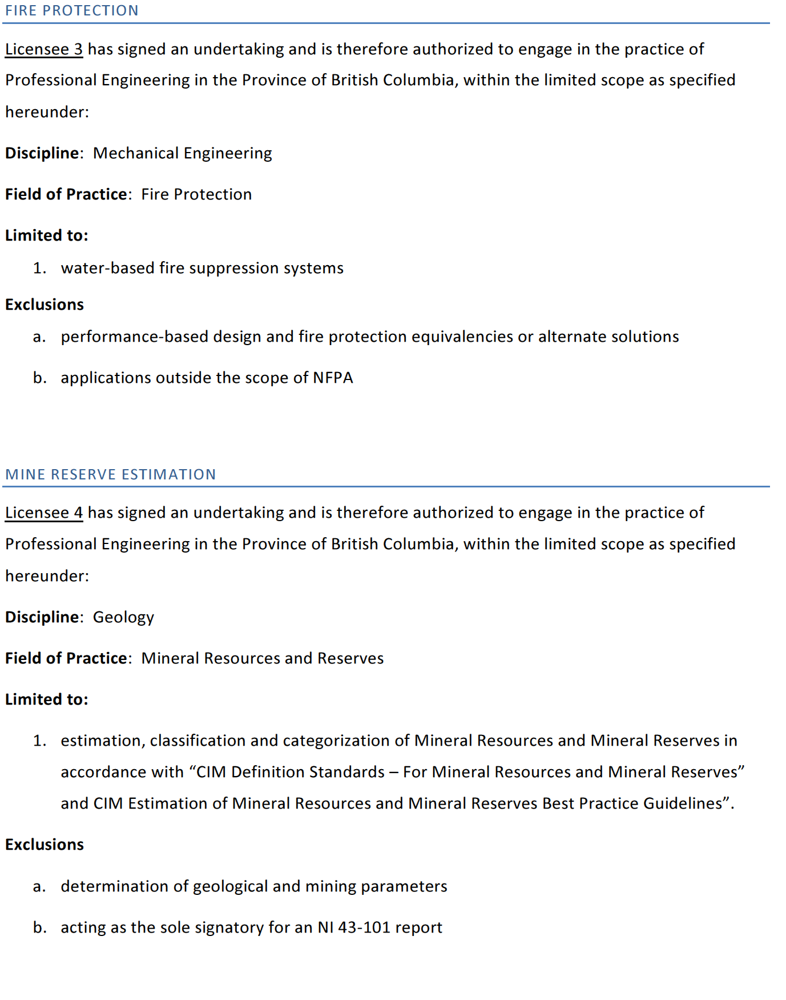 FIRE PROTECTION
Licensee 3 has signed an undertaking and is therefore authorized to engage in the practice of
Professional Engineering in the Province of British Columbia, within the limited scope as specified
hereunder:
Discipline:  Mechanical Engineering
Field of Practice:  Fire Protection
Limited to:
1. water-based fire suppression systems
Exclusions
a. performance-based design and fire protection equivalencies or alternate solutions
b. applications outside the scope of NFPA
MINE RESERVE ESTIMATION
Licensee 4 has signed an undertaking and is therefore authorized to engage in the practice of
Professional Engineering in the Province of British Columbia, within the limited scope as specified
hereunder:
Discipline:  Geology
Field of Practice:  Mineral Resources and Reserves
Limited to:
1. estimation, classification and categorization of Mineral Resources and Mineral Reserves in
accordance with “CIM Definition Standards – For Mineral Resources and Mineral Reserves”
and CIM Estimation of Mineral Resources and Mineral Reserves Best Practice Guidelines”.
Exclusions
a. determination of geological and mining parameters
b. acting as the sole signatory for an NI 43-101 report